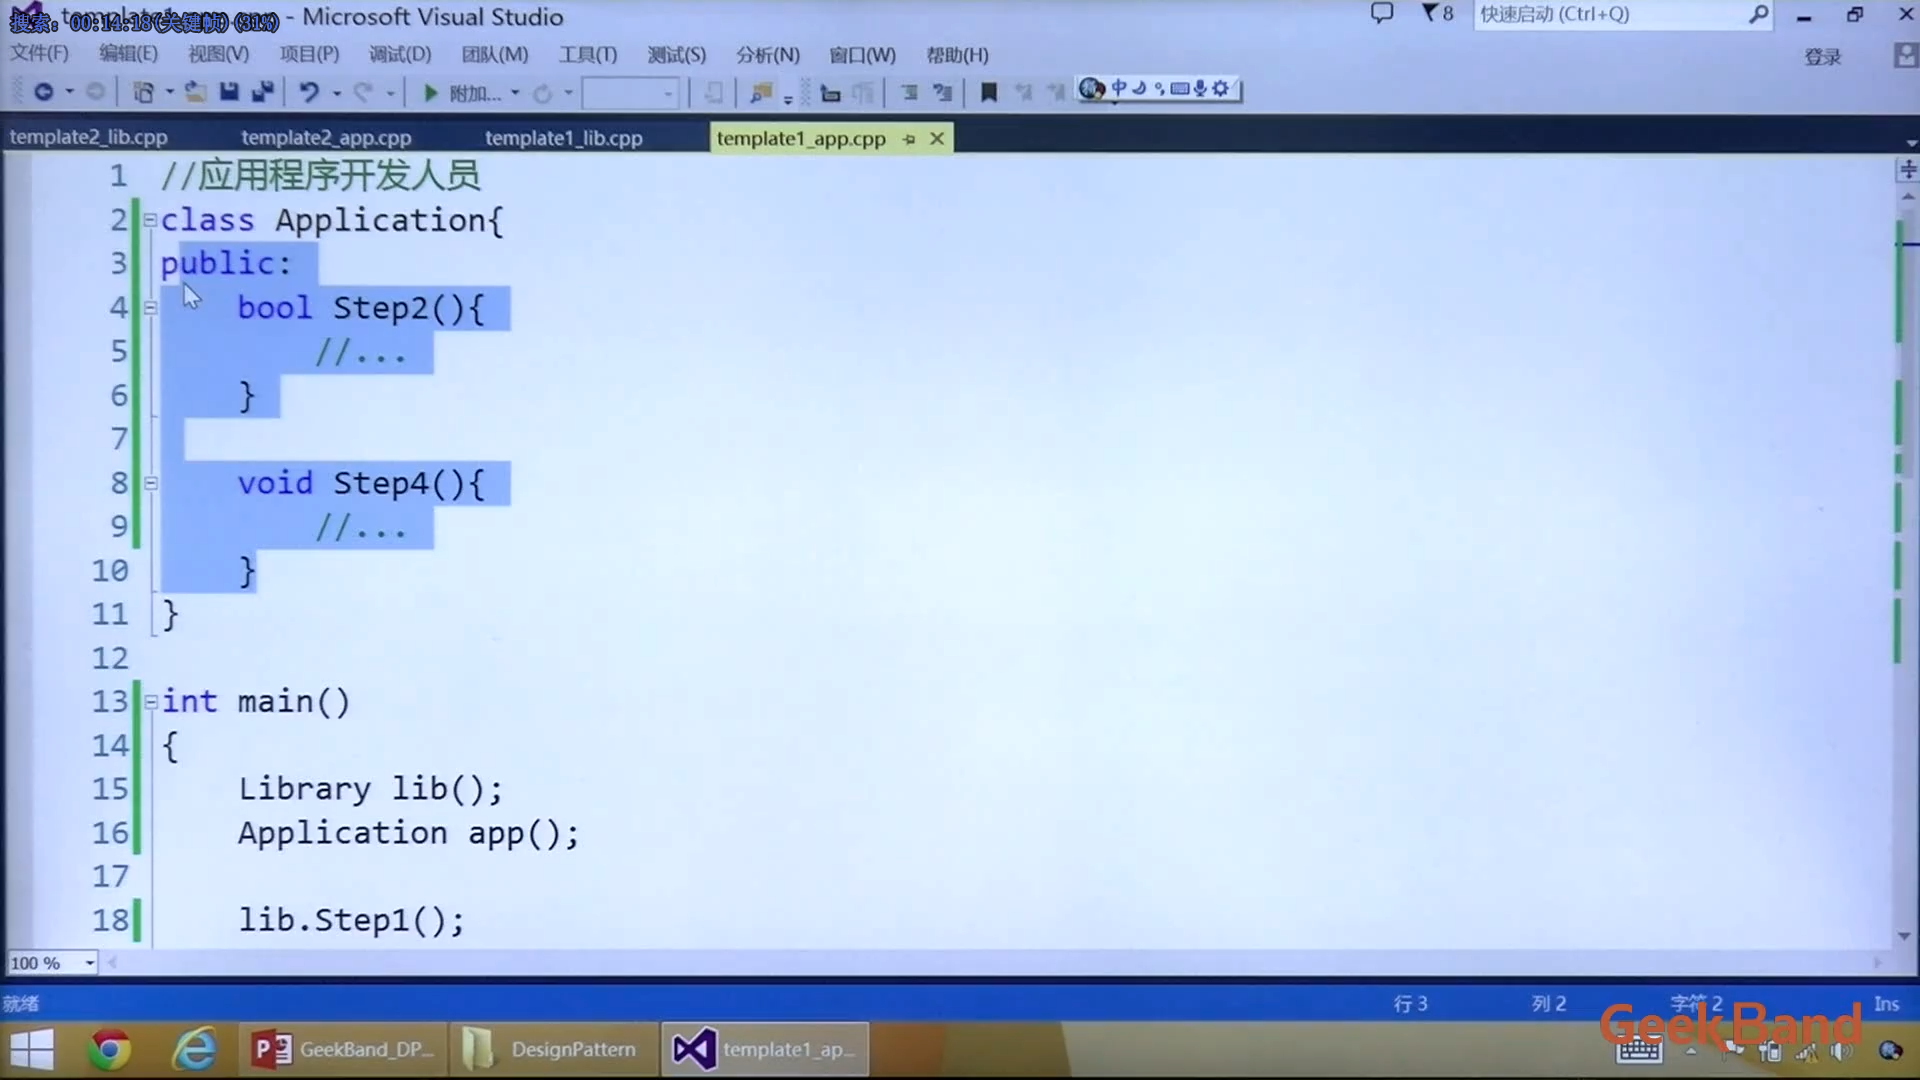 搜索: 00:14:18(关键帧)(31%)
- Microsoft Visual Studio
8
快速启动 (Ctrl+Q)
文件(F) 编辑(E) 视图(V) 项目(P) 调试(D) 团队(M) 工具(T) 测试(S) 分析(N) 窗口(W) 帮助(H)
登录
附加...
中
template2_lib.cpp template2_app.cpp template1_lib.cpp template1_app.cpp
1 //应用程序开发人员
2 class Application{
3 public:
4 bool Step2(){
5 //...
6 }
7
8 void Step4(){
9 //...
10 }
11 }
12
13 int main()
14 {
15 Library lib();
16 Application app();
17
18 lib.Step1();
100 %
就绪
行 3 列 2 字符 2 Ins
GeekBand
GeekBand_DP... DesignPattern template1_ap...